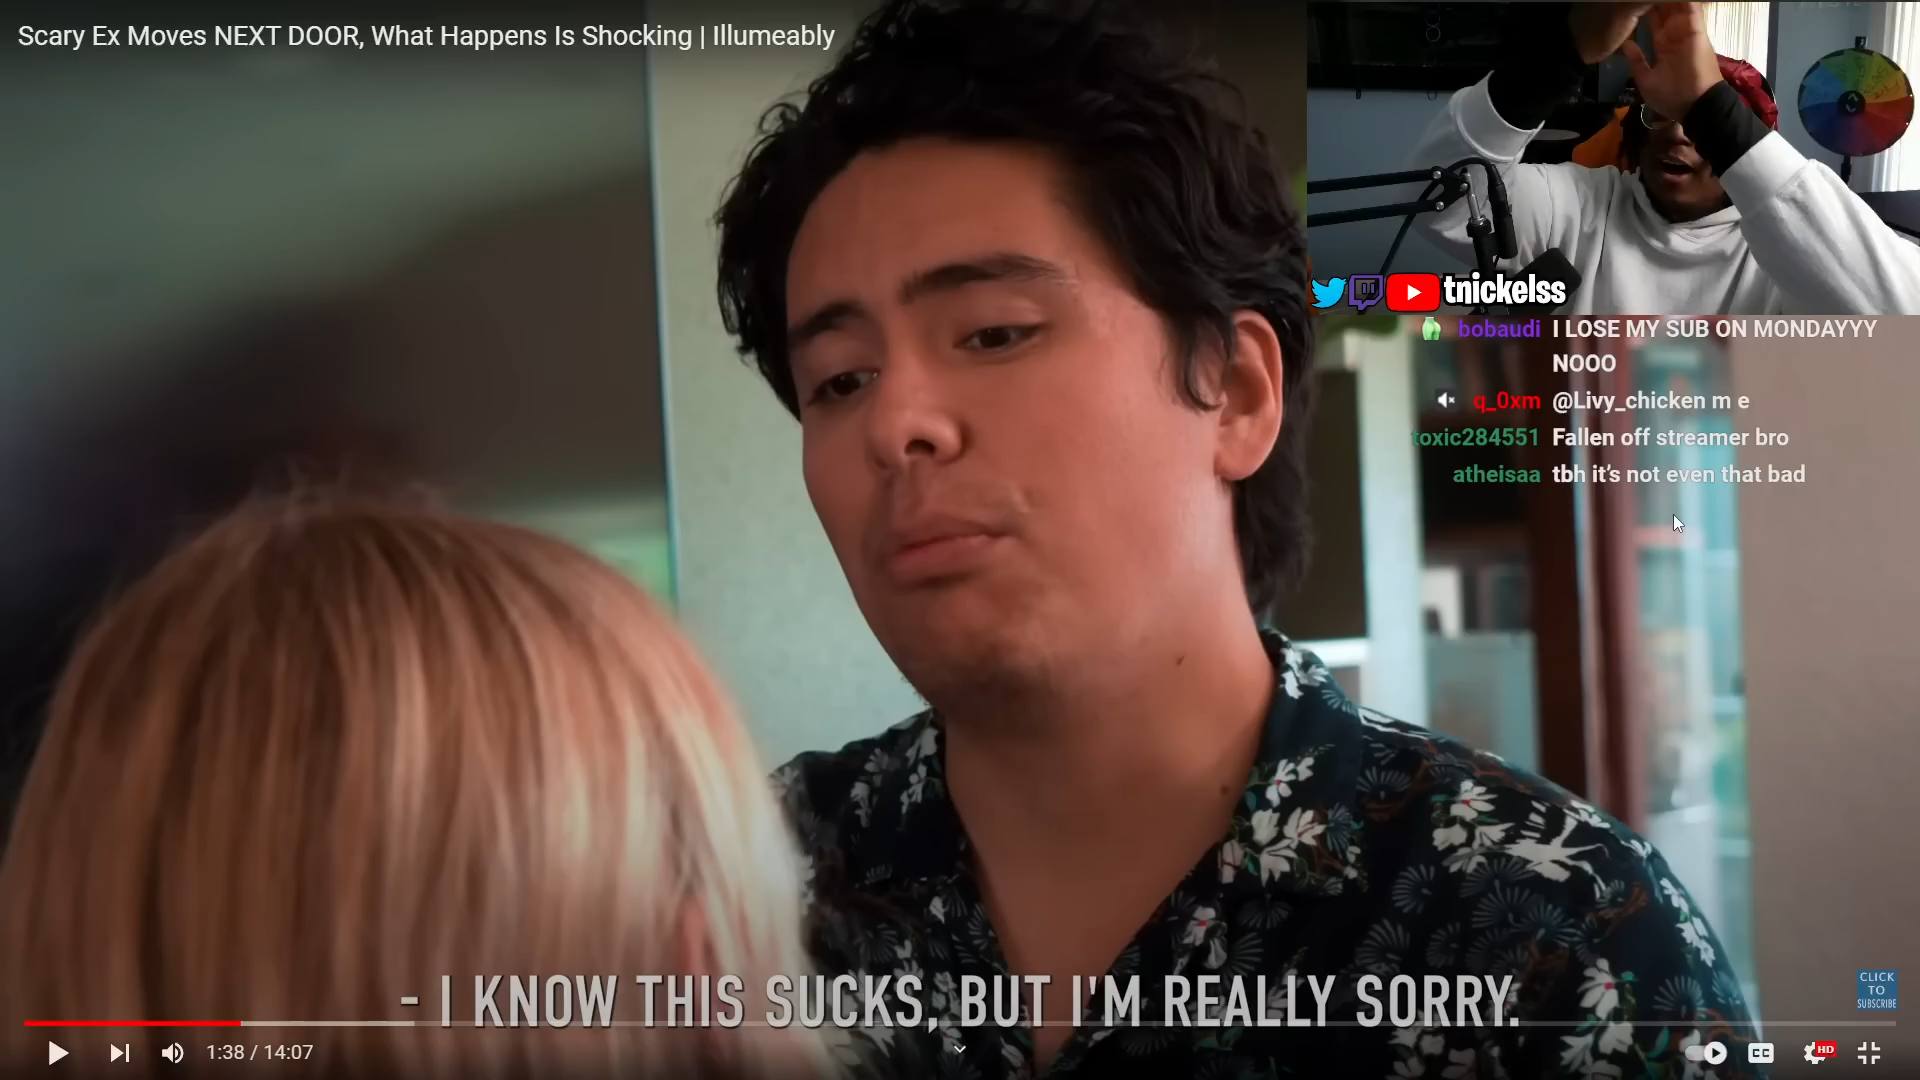 Scary Ex Moves NEXT DOOR, What Happens Is Shocking | Illumeably
tnickelss
bobaudi I LOSE MY SUB ON MONDAYYY
NOOO
q_0xm @Livy_chicken m e
toxic284551 Fallen off streamer bro
atheisaa tbh it's not even that bad
- I KNOW THIS SUCKS, BUT I'M REALLY SORRY.
CLICK
TO
SUBSCRIBE
1:38 / 14:07
CC
HD